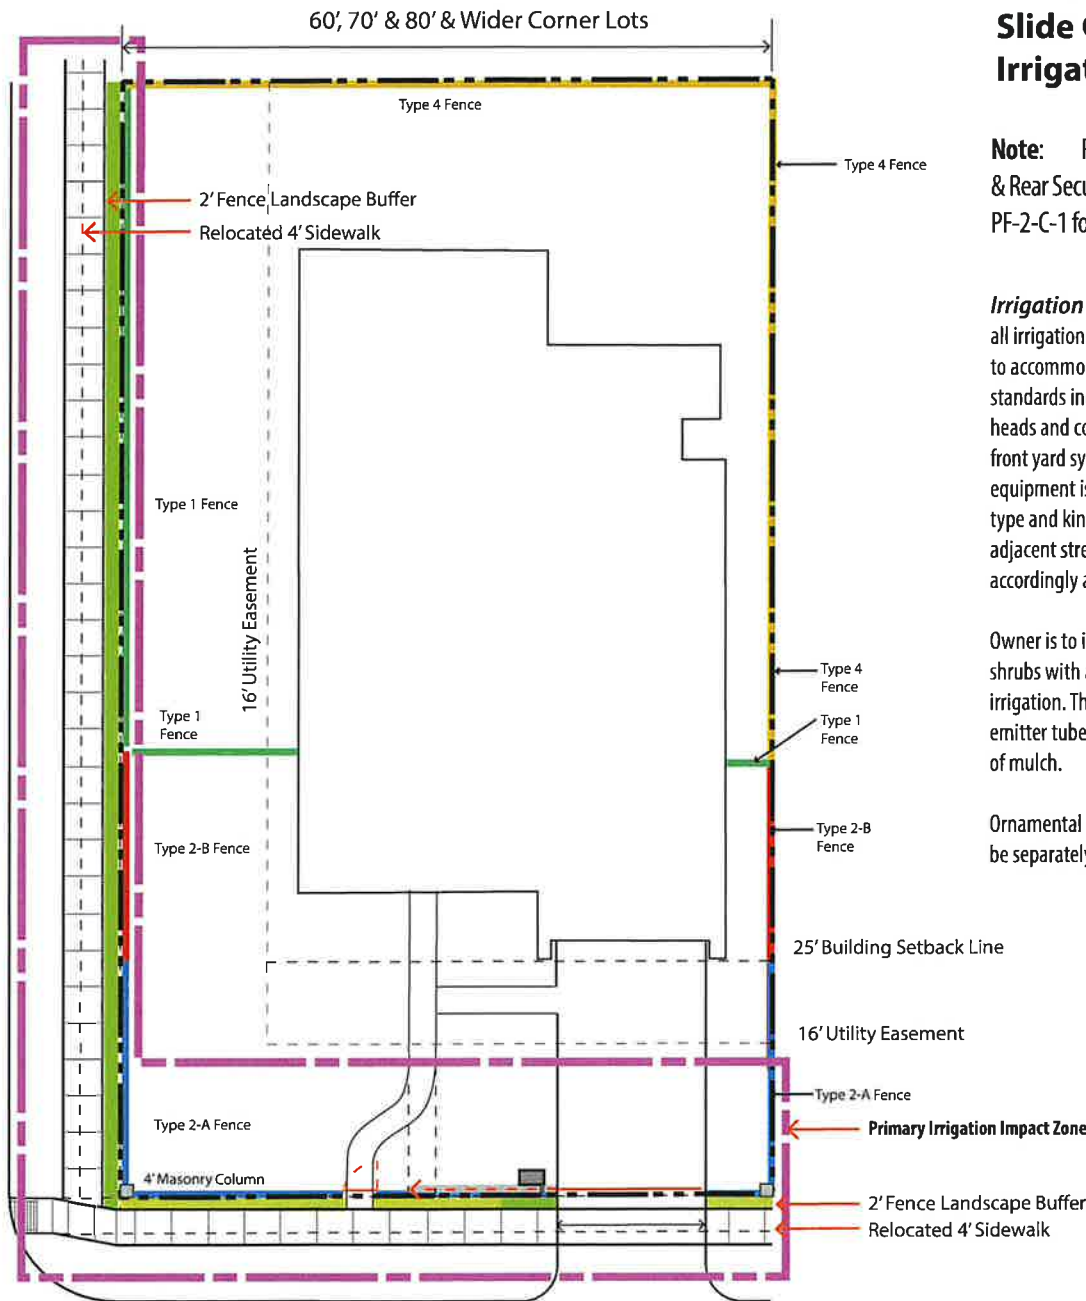 60', 70' & 80' & Wider Corner Lots
Type 4 Fence
Type 4 Fence
2' Fence Landscape Buffer
Relocated 4' Sidewalk
Type 1 Fence
16' Utility Easement
Type 4
Fence
Type 1
Fence
Type 1
Fence
Type 2-B Fence
Type 2-B
Fence
25' Building Setback Line
16' Utility Easement
Type 2-A Fence
Type 2-A Fence
Primary Irrigation Impact Zone
4' Masonry Column
2' Fence Landscape Buffer
Relocated 4' Sidewalk
Slide
Irrigat
Note:
& Rear Secu
PF-2-C-1 fo
Irrigation
all irrigation
to accommo
standards in
heads and co
front yard sy
equipment is
type and kin
adjacent stre
accordingly a
Owner is to i
shrubs with a
irrigation. Th
emitter tube
of mulch.
Ornamental
be separately